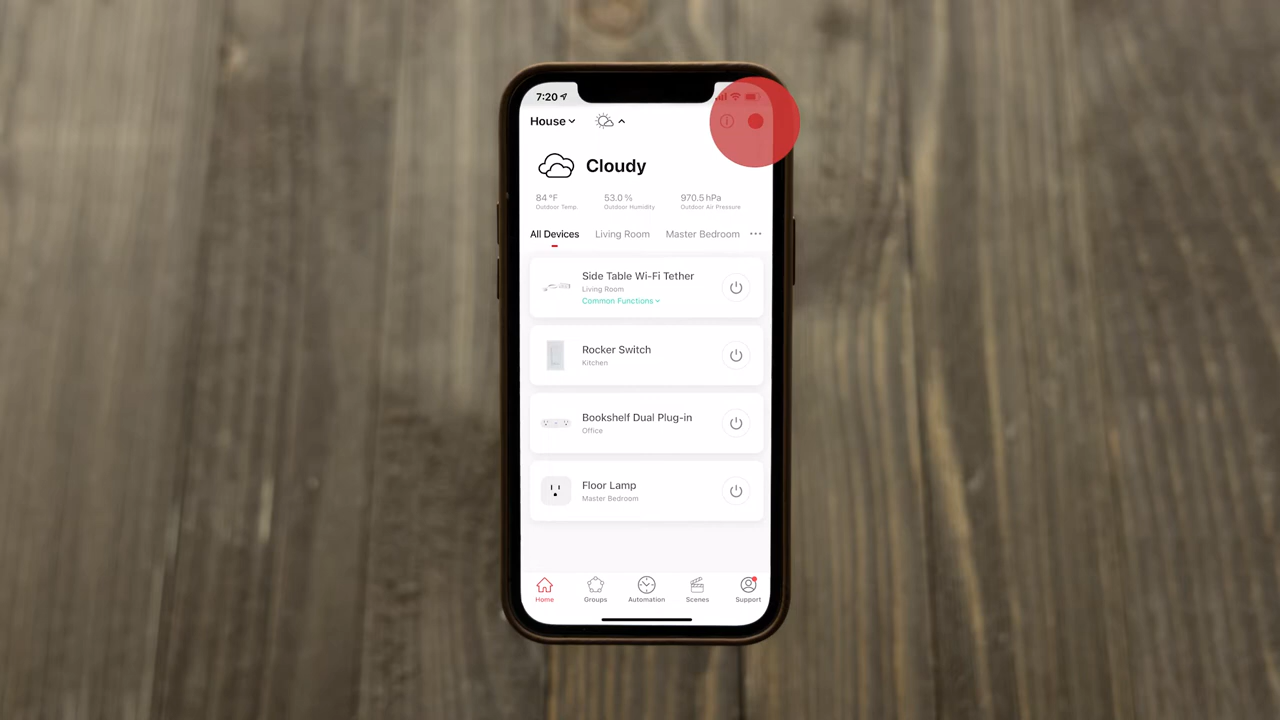 7:20
House
Cloudy
84 °F 53.0 % 970.5 hPa
Outdoor Temp. Outdoor Humidity Outdoor Air Pressure
All Devices Living Room Master Bedroom ···
Side Table Wi-Fi Tether
Living Room
Common Functions
Rocker Switch
Kitchen
Bookshelf Dual Plug-in
Office
Floor Lamp
Master Bedroom
Home Groups Automation Scenes Support